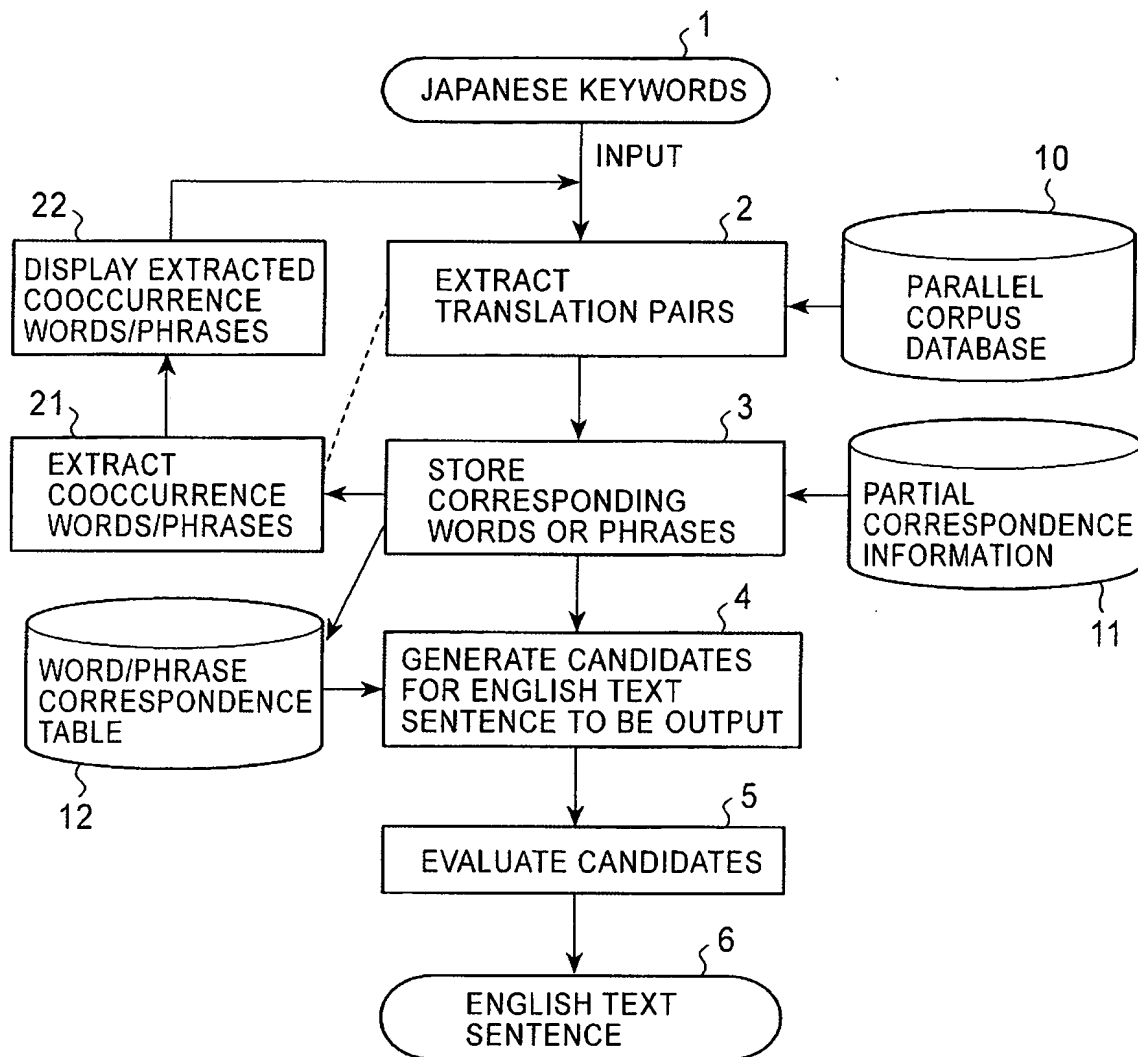 1
JAPANESE KEYWORDS
INPUT
22
DISPLAY EXTRACTED
COOCCURRENCE
WORDS/PHRASES
2
EXTRACT
TRANSLATION PAIRS
10
PARALLEL
CORPUS
DATABASE
21
EXTRACT
COOCCURRENCE
WORDS/PHRASES
3
STORE
CORRESPONDING
WORDS OR PHRASES
PARTIAL
CORRESPONDENCE
INFORMATION
11
WORD/PHRASE
CORRESPONDENCE
TABLE
12
4
GENERATE CANDIDATES
FOR ENGLISH TEXT
SENTENCE TO BE OUTPUT
5
EVALUATE CANDIDATES
6
ENGLISH TEXT
SENTENCE